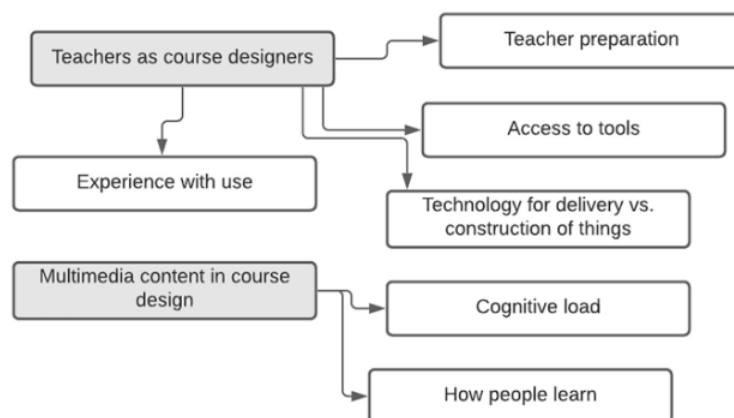 Teachers as course designers
Teacher preparation
Access to tools
Experience with use
Technology for delivery vs.
construction of things
Multimedia content in course
design
Cognitive load
How people learn